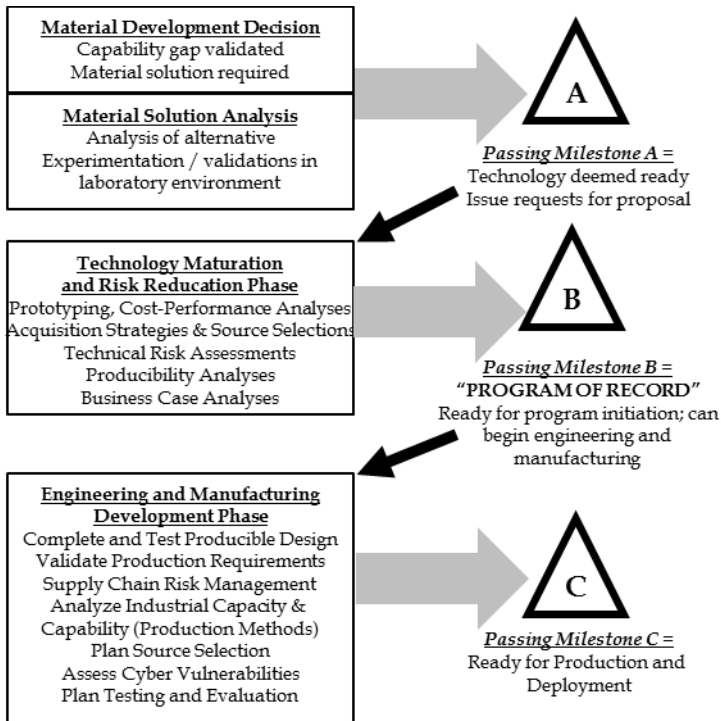 Material Development Decision
Capability gap validated
Material solution required
Material Solution Analysis
Analysis of alternative
Experimentation / validations in
laboratory environment
A
Passing Milestone A =
Technology deemed ready
Issue requests for proposal
Technology Maturation
and Risk Reducation Phase
Prototyping, Cost-Performance Analyses
Acquisition Strategies & Source Selections
Technical Risk Assessments
Producibility Analyses
Business Case Analyses
B
Passing Milestone B =
“PROGRAM OF RECORD”
Ready for program initiation; can
begin engineering and
manufacturing
Engineering and Manufacturing
Development Phase
Complete and Test Producible Design
Validate Production Requirements
Supply Chain Risk Management
Analyze Industrial Capacity &
Capability (Production Methods)
Plan Source Selection
Assess Cyber Vulnerabilities
Plan Testing and Evaluation
C
Passing Milestone C =
Ready for Production and
Deployment